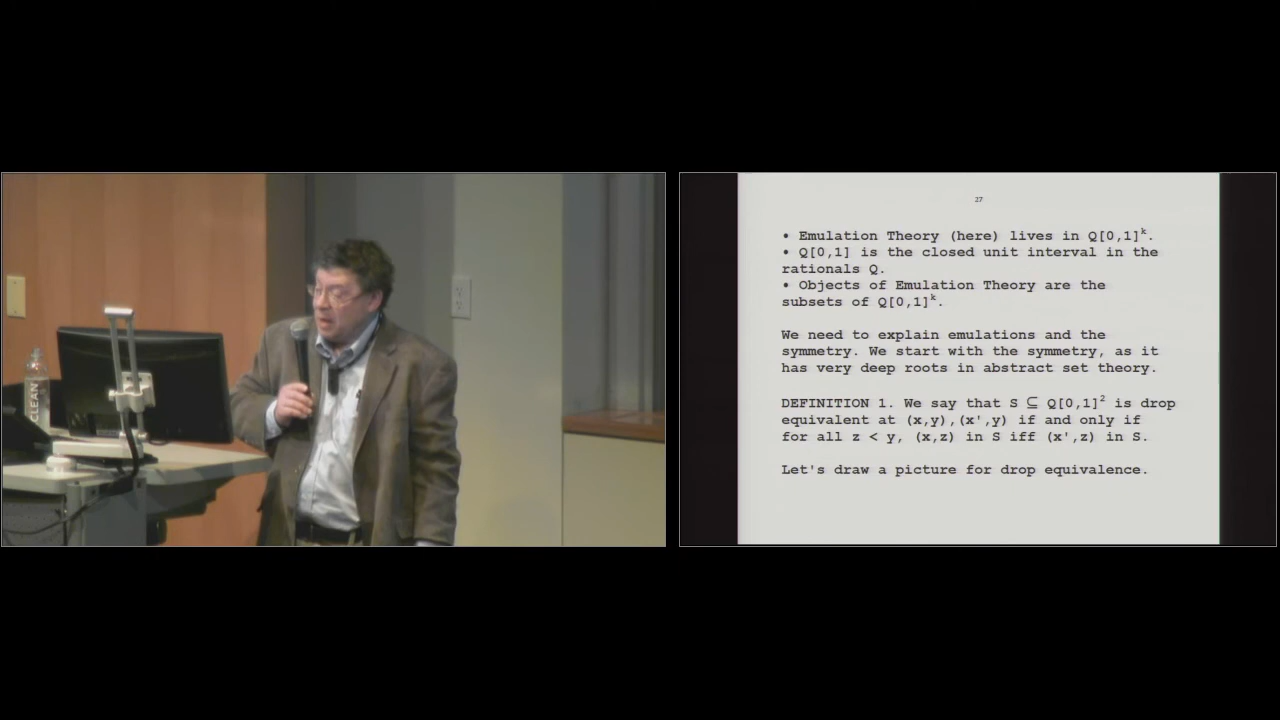 CLEAN
27
• Emulation Theory (here) lives in Q[0,1]ᵏ.
• Q[0,1] is the closed unit interval in the
rationals Q.
• Objects of Emulation Theory are the
subsets of Q[0,1]ᵏ.
We need to explain emulations and the
symmetry. We start with the symmetry, as it
has very deep roots in abstract set theory.
DEFINITION 1. We say that S ⊆ Q[0,1]² is drop
equivalent at (x,y),(x',y) if and only if
for all z < y, (x,z) in S iff (x',z) in S.
Let's draw a picture for drop equivalence.